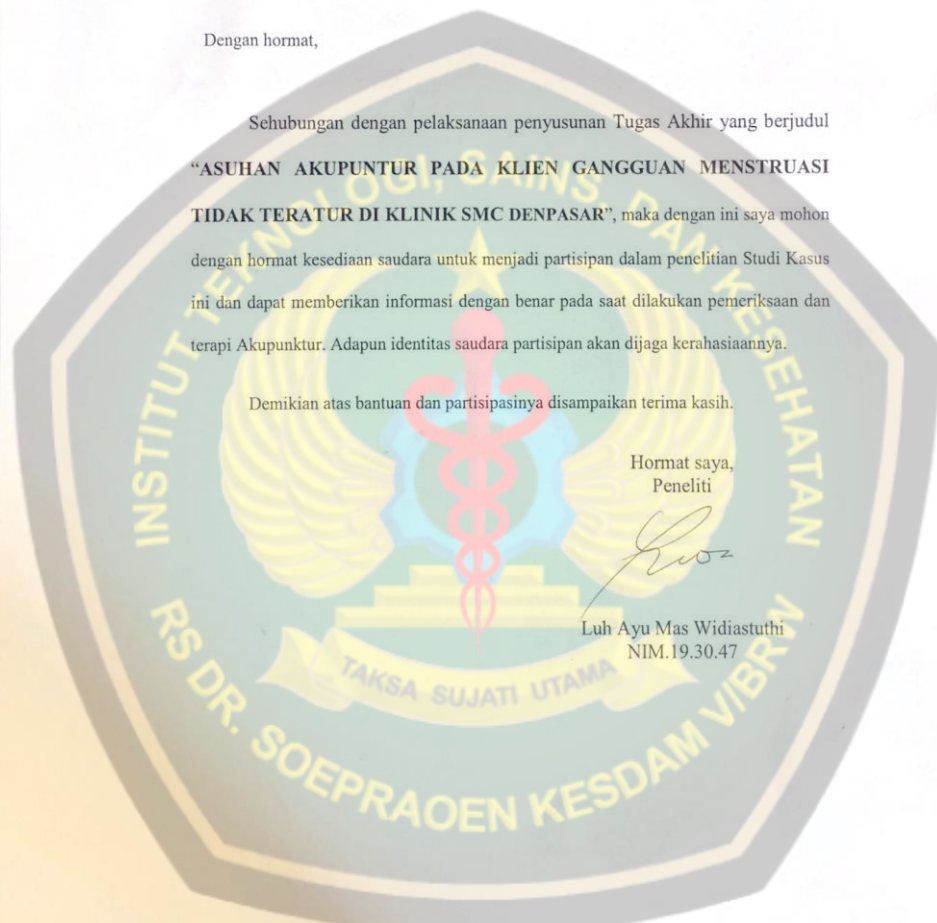 Dengan hormat,
Sehubungan dengan pelaksanaan penyusunan Tugas Akhir yang berjudul
“ASUHAN AKUPUNTUR PADA KLIEN GANGGUAN MENSTRUASI
TIDAK TERATUR DI KLINIK SMC DENPASAR”, maka dengan ini saya mohon
dengan hormat kesediaan saudara untuk menjadi partisipan dalam penelitian Studi Kasus
ini dan dapat memberikan informasi dengan benar pada saat dilakukan pemeriksaan dan
terapi Akupunktur. Adapun identitas saudara partisipan akan dijaga kerahasiaannya.
Demikian atas bantuan dan partisipasinya disampaikan terima kasih.
Hormat saya,
Peneliti
Luh Ayu Mas Widiastuthi
NIM.19.30.47
INSTITUT TEKNOLOGI, SAINS, DAN KESEHATAN
TAKSA SUJATI UTAMA
RS DR. SOEPRAOEN KESDAM V/BRW